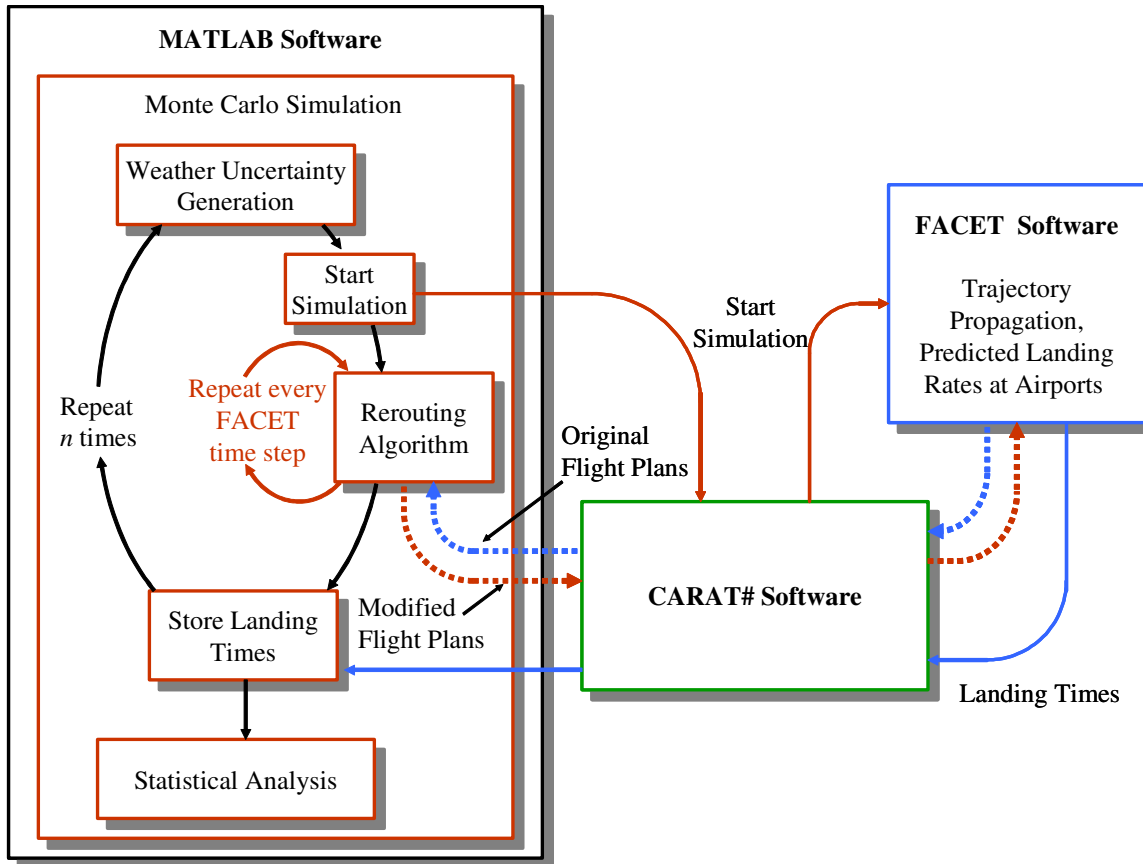 MATLAB Software
Monte Carlo Simulation
Weather Uncertainty
Generation
Start
Simulation
Repeat every
FACET
time step
Rerouting
Algorithm
Repeat
n times
Store Landing
Times
Statistical Analysis
Original
Flight Plans
Modified
Flight Plans
Start
Simulation
CARAT# Software
FACET Software
Trajectory
Propagation,
Predicted Landing
Rates at Airports
Landing Times